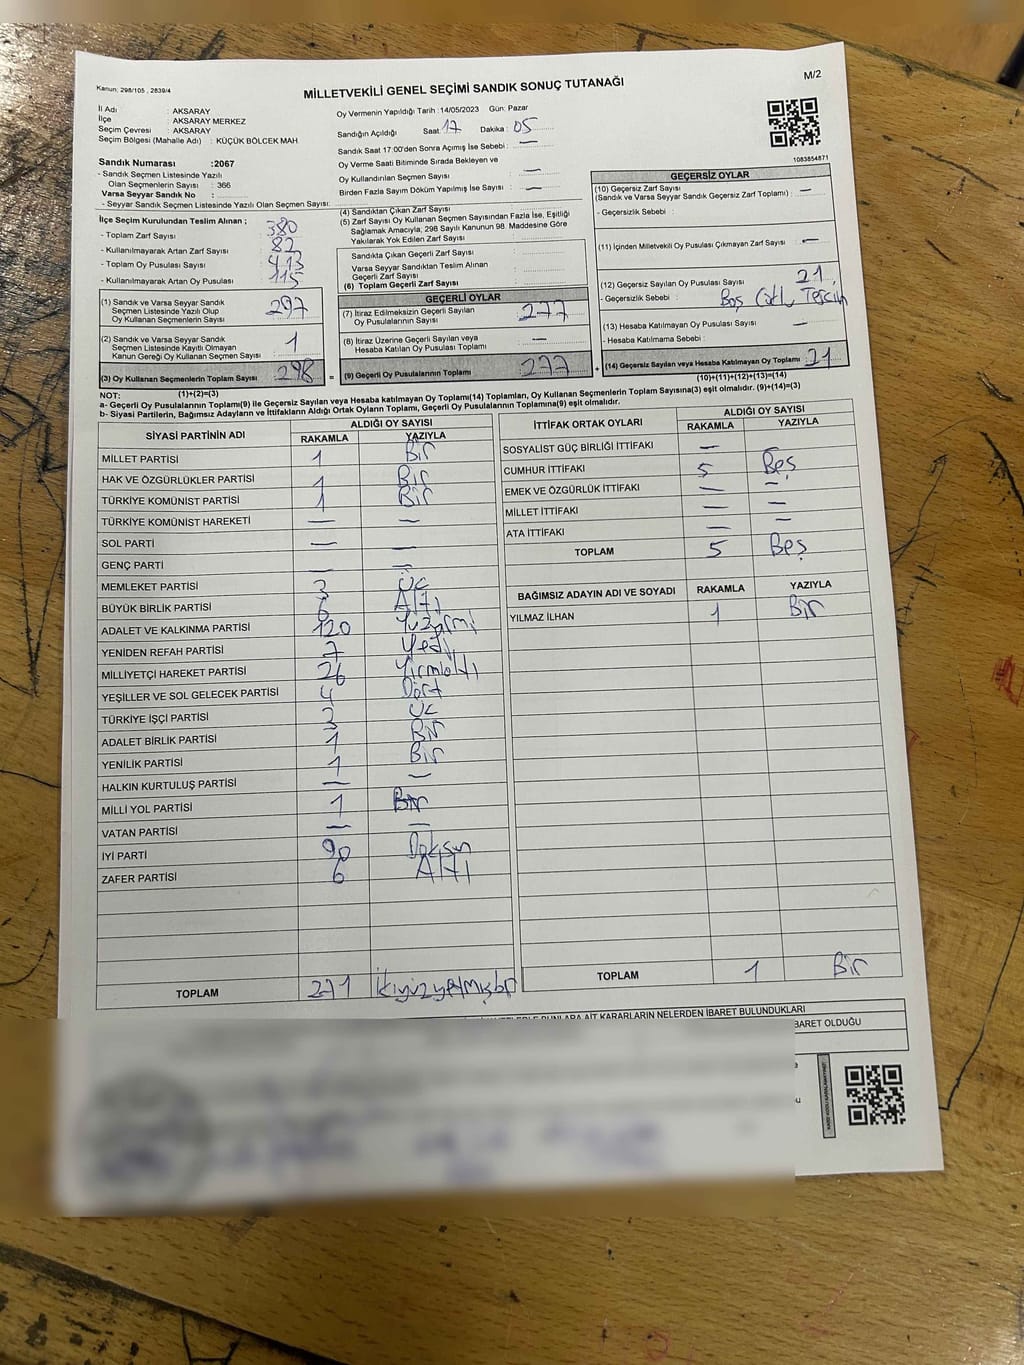 Kanun: 298/105 , 2839/4
MİLLETVEKİLİ GENEL SEÇİMİ SANDIK SONUÇ TUTANAĞI
M/2
İl Adı : AKSARAY
İlçe : AKSARAY MERKEZ
Seçim Çevresi : AKSARAY
Seçim Bölgesi (Mahalle Adı) : KÜÇÜK BÖLCEK MAH
Sandık Numarası :2067
- Sandık Seçmen Listesinde Yazılı
Olan Seçmenlerin Sayısı : 366
Varsa Seyyar Sandık No :
- Seyyar Sandık Seçmen Listesinde Yazılı Olan Seçmen Sayısı:
Oy Vermenin Yapıldığı Tarih :14/05/2023 Gün: Pazar
Sandığın Açıldığı Saat 17 Dakika : 05
Sandık Saat 17:00'den Sonra Açılmış İse Sebebi : —
Oy Verme Saati Bitiminde Sırada Bekleyen ve
Oy Kullandırılan Seçmen Sayısı : —
Birden Fazla Sayım Döküm Yapılmış İse Sayısı : —
1083854871
İlçe Seçim Kurulundan Teslim Alınan ;
- Toplam Zarf Sayısı : 380
- Kullanılmayarak Artan Zarf Sayısı : 82
- Toplam Oy Pusulası Sayısı : 413
- Kullanılmayarak Artan Oy Pusulası : 115
(1) Sandık ve Varsa Seyyar Sandık
Seçmen Listesinde Yazılı Olup
Oy Kullanan Seçmenlerin Sayısı : 297
(2) Sandık ve Varsa Seyyar Sandık
Seçmen Listesinde Kayıtlı Olmayan
Kanun Gereği Oy Kullanan Seçmen Sayısı : 1
(3) Oy Kullanan Seçmenlerin Toplam Sayısı : 298
(1)+(2)=(3)
(4) Sandıktan Çıkan Zarf Sayısı
(5) Zarf Sayısı Oy Kullanan Seçmen Sayısından Fazla İse, Eşitliği
Sağlamak Amacıyla, 298 Sayılı Kanunun 98. Maddesine Göre
Yakılarak Yok Edilen Zarf Sayısı :
Sandıkta Çıkan Geçerli Zarf Sayısı :
Varsa Seyyar Sandıktan Teslim Alınan
Geçerli Zarf Sayısı :
(6) Toplam Geçerli Zarf Sayısı :
GEÇERLİ OYLAR
(7) İtiraz Edilmeksizin Geçerli Sayılan
Oy Pusulalarının Sayısı : 277
(8) İtiraz Üzerine Geçerli Sayılan veya
Hesaba Katılan Oy Pusulası Toplamı : —
= (9) Geçerli Oy Pusulalarının Toplamı : 277
GEÇERSİZ OYLAR
(10) Geçersiz Zarf Sayısı : —
(Sandık ve Varsa Seyyar Sandık Geçersiz Zarf Toplamı)
- Geçersizlik Sebebi :
(11) İçinden Milletvekili Oy Pusulası Çıkmayan Zarf Sayısı : —
(12) Geçersiz Sayılan Oy Pusulası Sayısı : 21
- Geçersizlik Sebebi : Boş
(13) Hesaba Katılmayan Oy Pusulası Sayısı : —
- Hesaba Katılmama Sebebi :
+ (14) Geçersiz Sayılan veya Hesaba Katılmayan Oy Toplamı : 21
(10)+(11)+(12)+(13)=(14)
NOT:
a- Geçerli Oy Pusulalarının Toplamı(9) ile Geçersiz Sayılan veya Hesaba Katılmayan Oy Toplamı(14) Toplamları, Oy Kullanan Seçmenlerin Toplam Sayısına(3) eşit olmalıdır. (9)+(14)=(3)
b- Siyasi Partilerin, Bağımsız Adayların ve İttifakların Aldığı Ortak Oyların Toplamı, Geçerli Oy Pusulalarının Toplamına(9) eşit olmalıdır.
SİYASİ PARTİNİN ADI ALDIĞI OY SAYISI
RAKAMLA YAZIYLA
MİLLET PARTİSİ 1 Bir
HAK VE ÖZGÜRLÜKLER PARTİSİ 1 Bir
TÜRKİYE KOMÜNİST PARTİSİ 1 Bir
TÜRKİYE KOMÜNİST HAREKETİ — —
SOL PARTİ — —
GENÇ PARTİ — —
MEMLEKET PARTİSİ 3 Üç
BÜYÜK BİRLİK PARTİSİ 6 Altı
ADALET VE KALKINMA PARTİSİ 120 Yüzyirmi
YENİDEN REFAH PARTİSİ 7 Yedi
MİLLİYETÇİ HAREKET PARTİSİ 26 Yirmialtı
YEŞİLLER VE SOL GELECEK PARTİSİ 4 Dört
TÜRKİYE İŞÇİ PARTİSİ 3 Üç
ADALET BİRLİK PARTİSİ 1 Bir
YENİLİK PARTİSİ 1 Bir
HALKIN KURTULUŞ PARTİSİ — —
MİLLİ YOL PARTİSİ 1 Bir
VATAN PARTİSİ — —
İYİ PARTİ 90 Doksan
ZAFER PARTİSİ 6 Altı
TOPLAM 271 İkiyüzyetmişbir
İTTİFAK ORTAK OYLARI ALDIĞI OY SAYISI
RAKAMLA YAZIYLA
SOSYALİST GÜÇ BİRLİĞİ İTTİFAKI —
CUMHUR İTTİFAKI 5 Beş
EMEK VE ÖZGÜRLÜK İTTİFAKI — —
MİLLET İTTİFAKI — —
ATA İTTİFAKI — —
TOPLAM 5 Beş
BAĞIMSIZ ADAYIN ADI VE SOYADI RAKAMLA YAZIYLA
YILMAZ İLHAN 1 Bir
TOPLAM 1 Bir
BUNLARA AİT KARARLARIN NELERDEN İBARET BULUNDUKLARI
BARET OLDUĞU